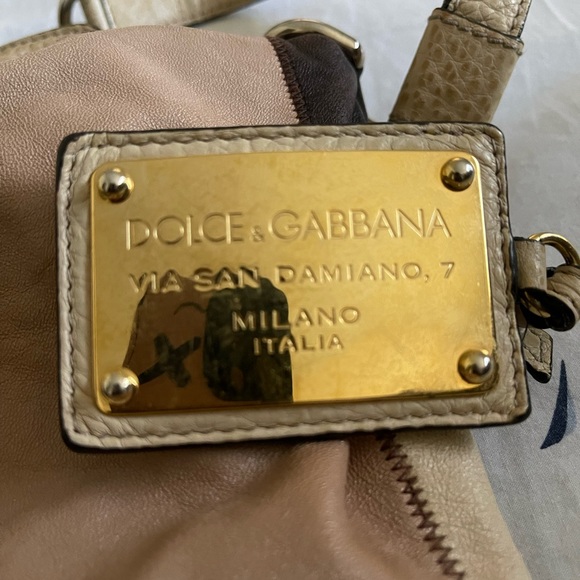 DOLCE & GABBANA
VIA SAN DAMIANO, 7
MILANO
ITALIA